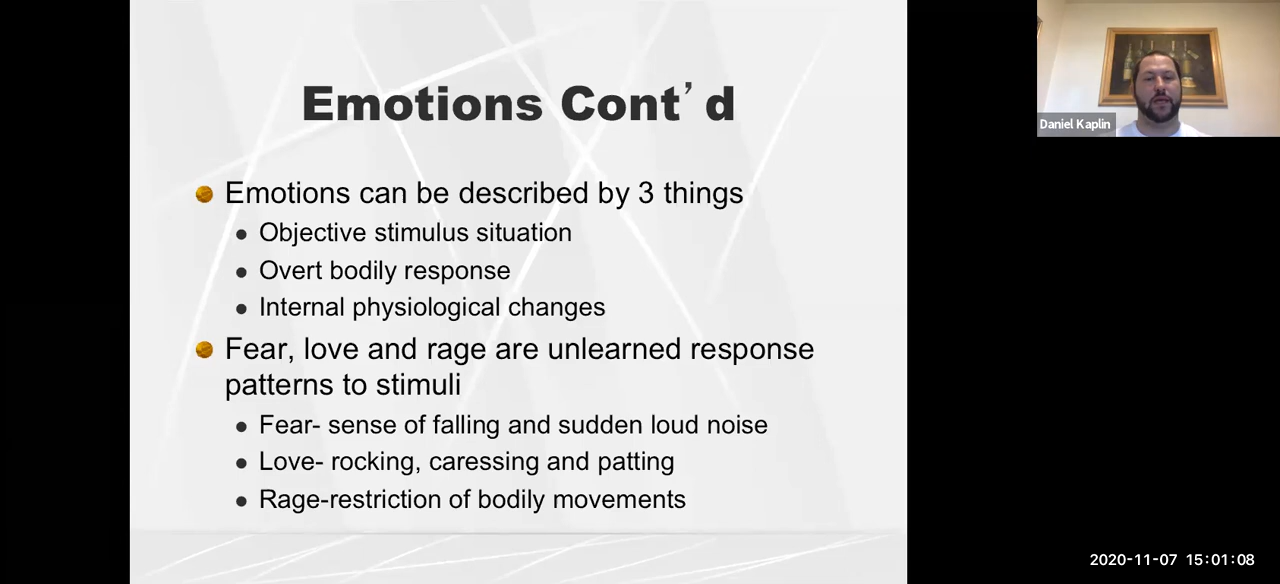 Emotions Cont’d
Emotions can be described by 3 things
Objective stimulus situation
Overt bodily response
Internal physiological changes
Fear, love and rage are unlearned response
patterns to stimuli
Fear- sense of falling and sudden loud noise
Love- rocking, caressing and patting
Rage-restriction of bodily movements
Daniel Kaplin
2020-11-07 15:01:08